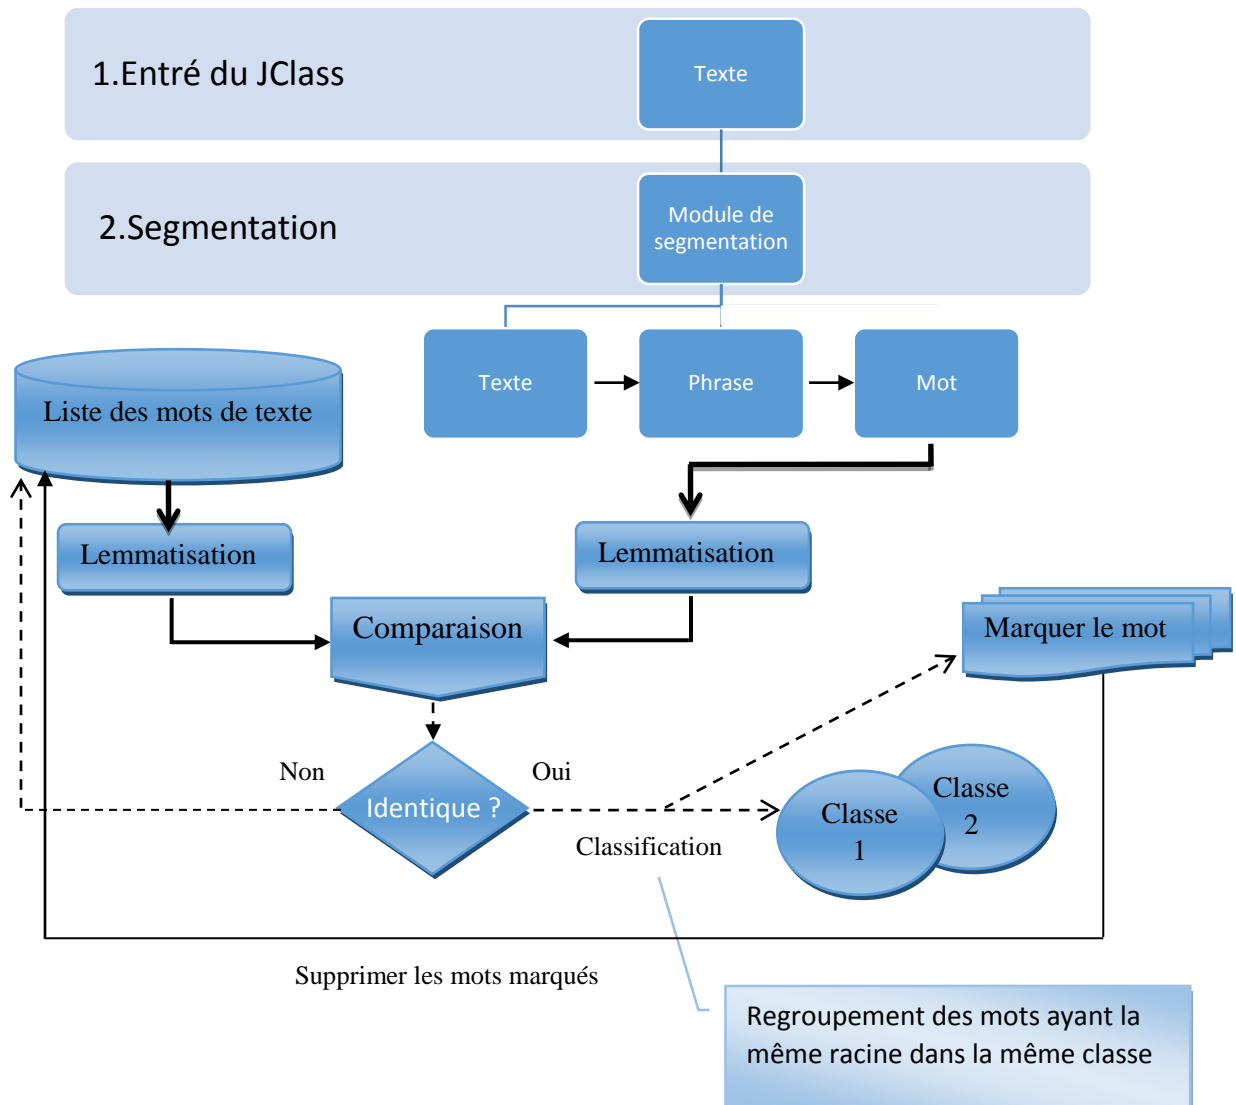 1.Entré du JClass
Texte
2.Segmentation
Module de
segmentation
Texte
Phrase
Mot
Liste des mots de texte
Lemmatisation
Lemmatisation
Comparaison
Marquer le mot
Non
Oui
Identique ?
Classe
1
Classe
2
Classification
Supprimer les mots marqués
Regroupement des mots ayant la
même racine dans la même classe